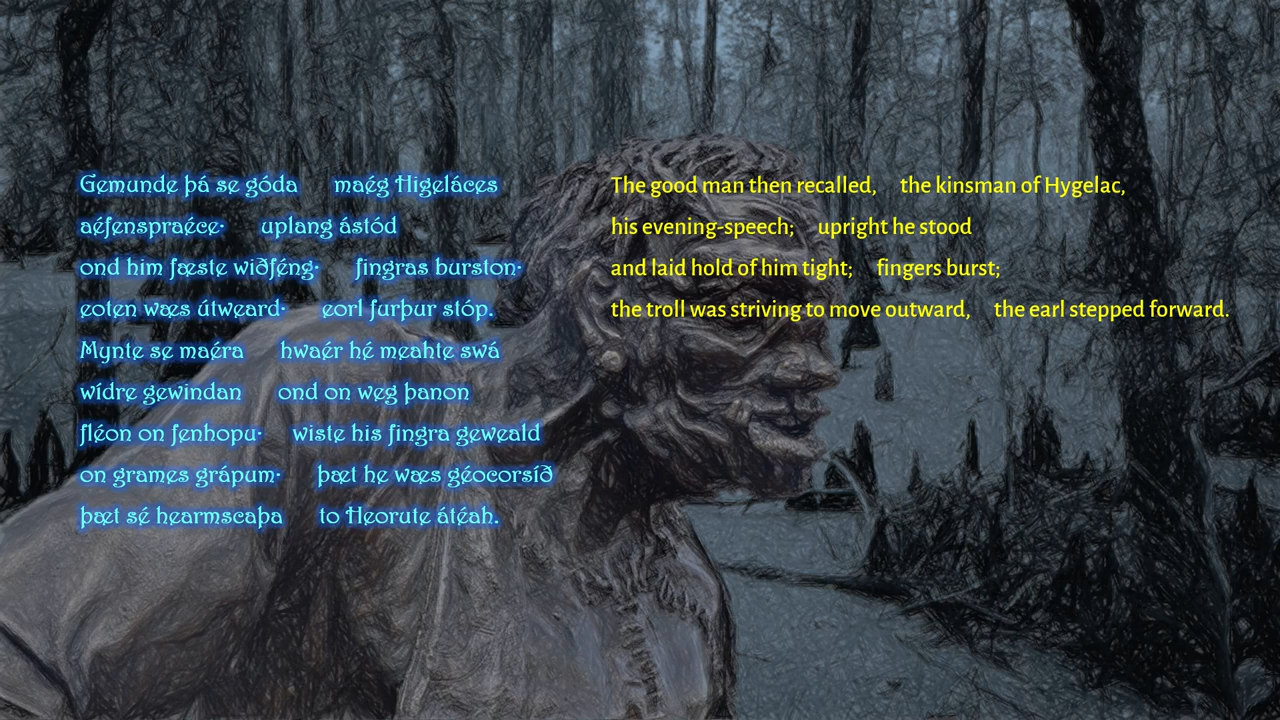 Gemunde þá se góda maég Higeláces
aéfenspraéce· uplang ástód
ond him fæste wiðféng· fingras burston·
eoten wæs útweard· eorl furþur stóp.
Mynte se maéra hwaér hé meahte swá
wídre gewindan ond on weg þanon
fléon on fenhopu· wiste his fingra geweald
on grames grápum· þæt he wæs géocorsíð
þæt sé hearmscaþa to Heorute átéah.
The good man then recalled, the kinsman of Hygelac,
his evening-speech; upright he stood
and laid hold of him tight; fingers burst;
the troll was striving to move outward, the earl stepped forward.